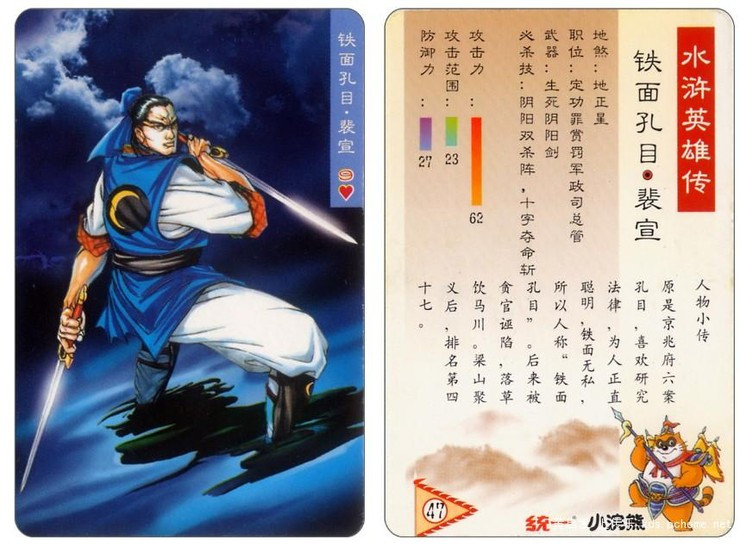 铁面孔目·裴宣
9♥
水浒英雄传
铁面孔目●裴宣
地煞：地正星
职位：定功罪赏罚军政司总管
武器：生死阴阳剑
必杀技：阴阳双杀阵，十字夺命斩
攻击力：62
攻击范围：23
防御力：27
人物小传
原是京兆府六案
孔目，喜欢研究
法律，为人正直
聪明，铁面无私，
所以人称“铁面
孔目”。后来被
贪官诬陷，落草
饮马川。梁山聚
义后，排名第四
十七。
47
统 小浣熊
pchome.net